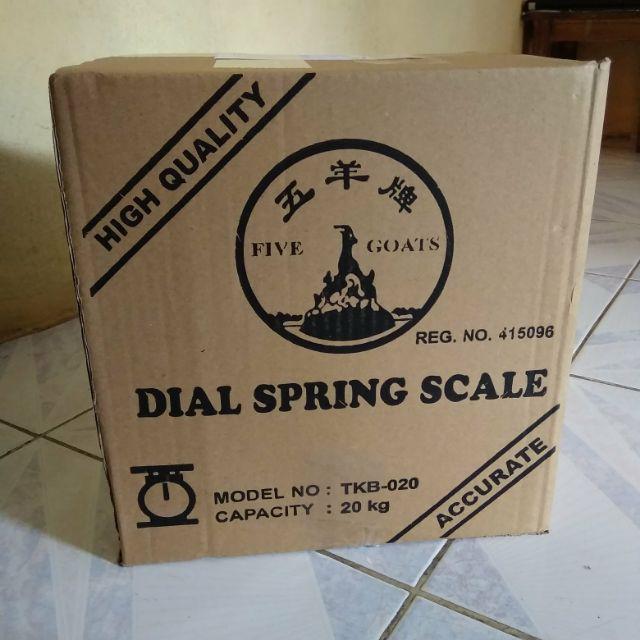 HIGH QUALITY
五羊牌
FIVE GOATS
REG. NO. 415096
DIAL SPRING SCALE
MODEL NO : TKB-020
CAPACITY : 20 kg
ACCURATE